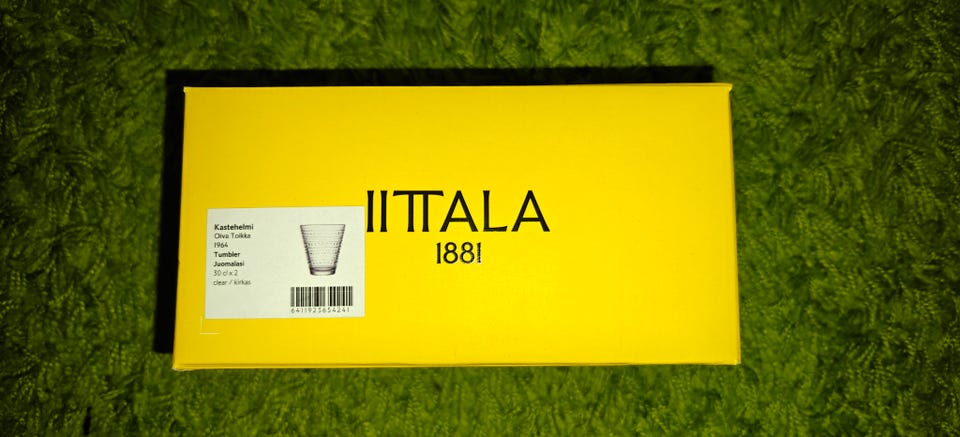 IITTALA
1881
Kastehelmi
Oiva Toikka
1964
Tumbler
Juomalasi
30 cl x 2
clear / kirkas
6411923654241